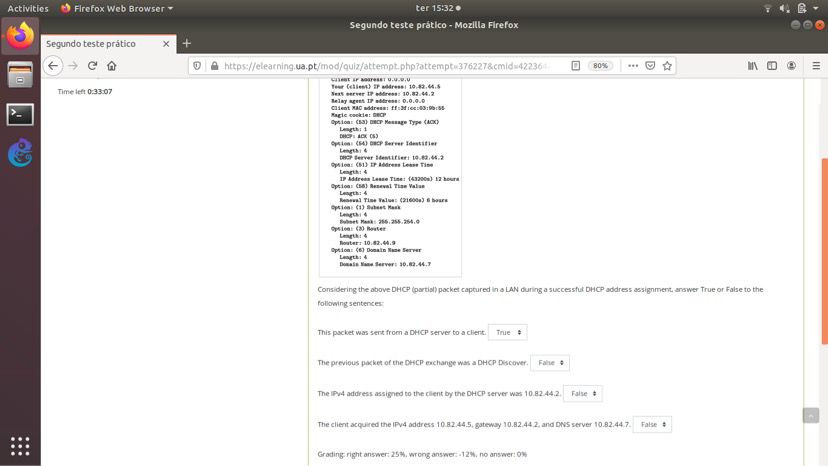 Activities Firefox Web Browser ter 15:32
Segundo teste prático - Mozilla Firefox
Segundo teste prático
https://elearning.ua.pt/mod/quiz/attempt.php?attempt=376227&cmid=42236 80%
Time left 0:33:07
Client IP address: 0.0.0.0
Your (client) IP address: 10.82.44.5
Next server IP address: 10.82.44.2
Relay agent IP address: 0.0.0.0
Client MAC address: ff:2f:cc:03:9b:56
Magic cookie: DHCP
Option: (53) DHCP Message Type (ACK)
Length: 1
DHCP: ACK (5)
Option: (54) DHCP Server Identifier
Length: 4
DHCP Server Identifier: 10.82.44.2
Option: (51) IP Address Lease Time
Length: 4
IP Address Lease Time: (43200s) 12 hours
Option: (58) Renewal Time Value
Length: 4
Renewal Time Value: (21600s) 6 hours
Option: (1) Subnet Mask
Length: 4
Subnet Mask: 255.255.254.0
Option: (3) Router
Length: 4
Router: 10.82.44.9
Option: (6) Domain Name Server
Length: 4
Domain Name Server: 10.82.44.7
Considering the above DHCP (partial) packet captured in a LAN during a successful DHCP address assignment, answer True or False to the
following sentences:
This packet was sent from a DHCP server to a client. True
The previous packet of the DHCP exchange was a DHCP Discover. False
The IPv4 address assigned to the client by the DHCP server was 10.82.44.2. False
The client acquired the IPv4 address 10.82.44.5, gateway 10.82.44.2, and DNS server 10.82.44.7. False
Grading: right answer: 25%, wrong answer: -12%, no answer: 0%